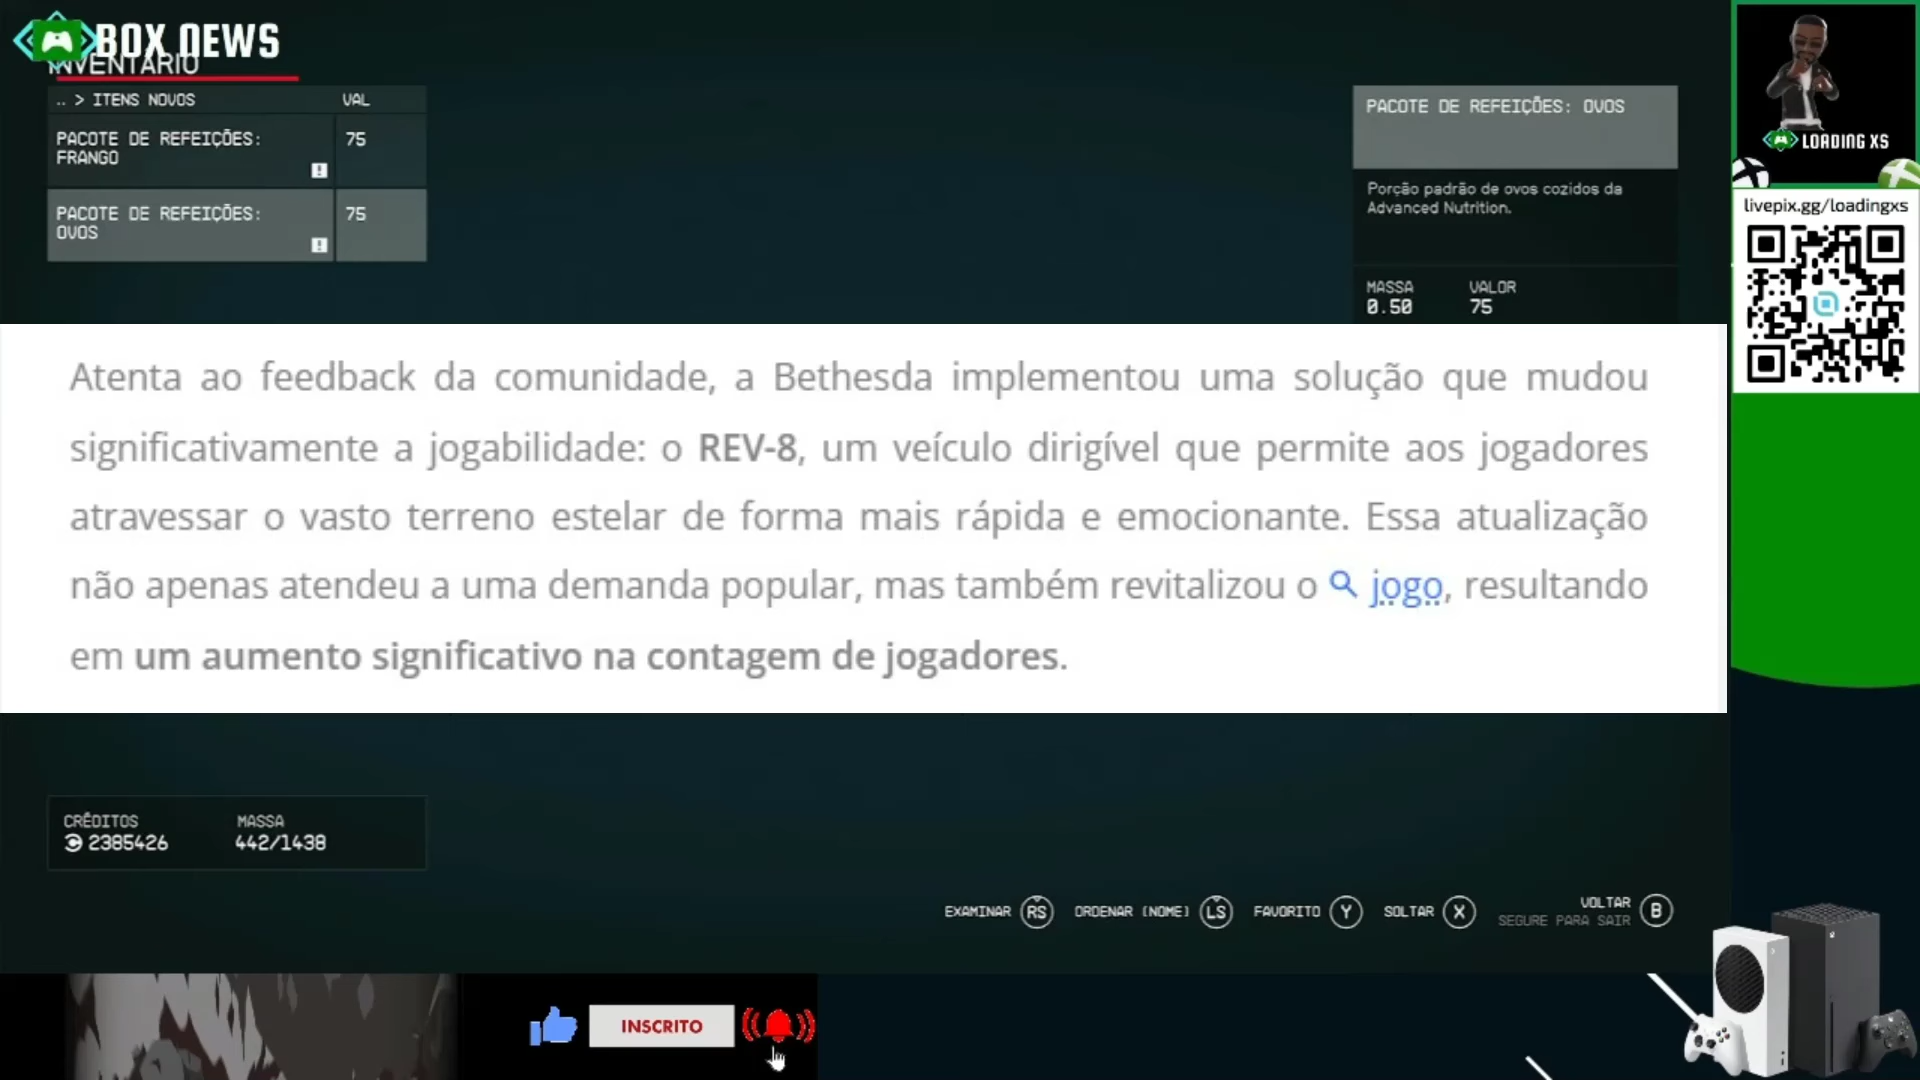 BOX NEWS
INVENTÁRIO
.. > ITENS NOVOS VAL
PACOTE DE REFEIÇÕES:
FRANGO
75
PACOTE DE REFEIÇÕES:
OVOS
75
PACOTE DE REFEIÇÕES: OVOS
Porção padrão de ovos cozidos da
Advanced Nutrition.
MASSA VALOR
0.50 75
LOADING XS
livepix.gg/loadingxs
Atenta ao feedback da comunidade, a Bethesda implementou uma solução que mudou
significativamente a jogabilidade: o REV-8, um veículo dirigível que permite aos jogadores
atravessar o vasto terreno estelar de forma mais rápida e emocionante. Essa atualização
não apenas atendeu a uma demanda popular, mas também revitalizou o jogo, resultando
em um aumento significativo na contagem de jogadores.
CRÉDITOS MASSA
2385426 442/1438
EXAMINAR RS ORDENAR (NOME) LS FAVORITO Y SOLTAR X VOLTAR B
SEGURE PARA SAIR
INSCRITO